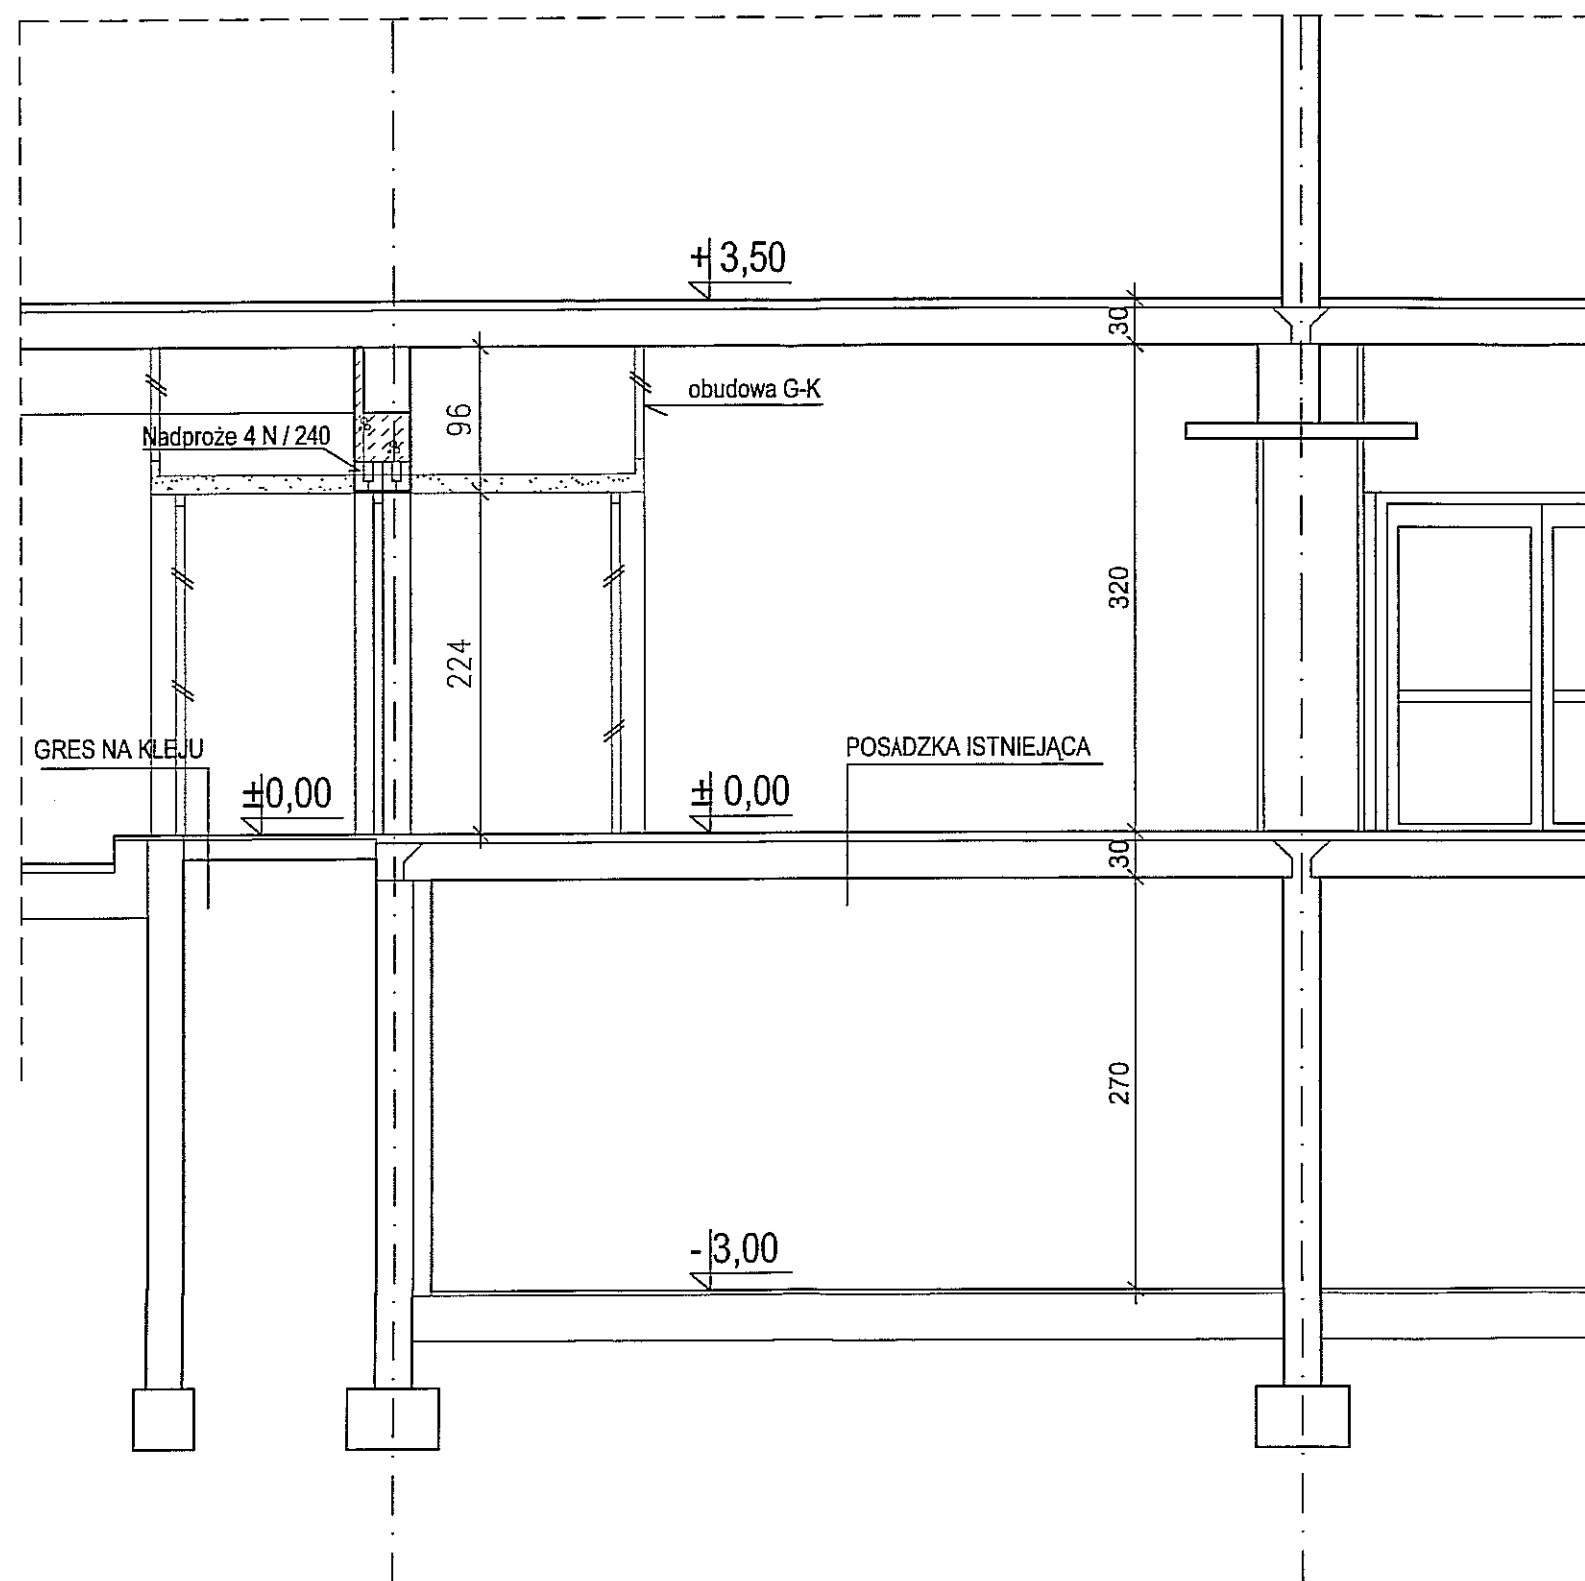 +3,50
30
obudowa G-K
96
Nadproże 4 N / 240
320
224
GRES NA KLEJU
POSADZKA ISTNIEJĄCA
±0,00
± 0,00
30
270
-3,00